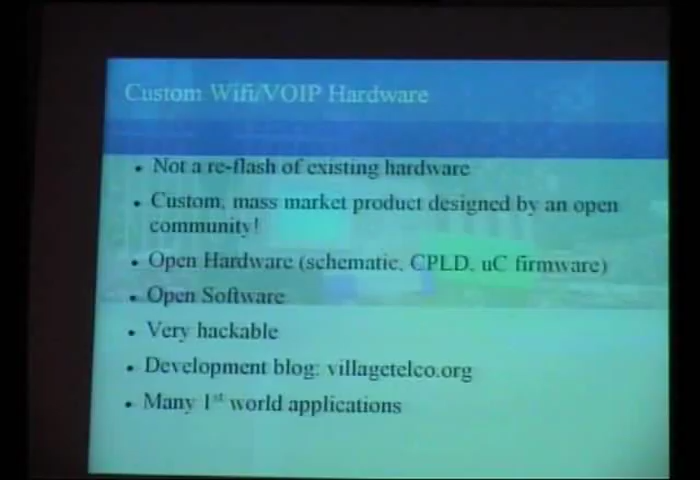 Custom Wifi/VOIP Hardware
• Not a re-flash of existing hardware
• Custom, mass market product designed by an open
community!
• Open Hardware (schematic, CPLD, uC firmware)
• Open Software
• Very hackable
• Development blog: villagetelco.org
• Many 1st world applications